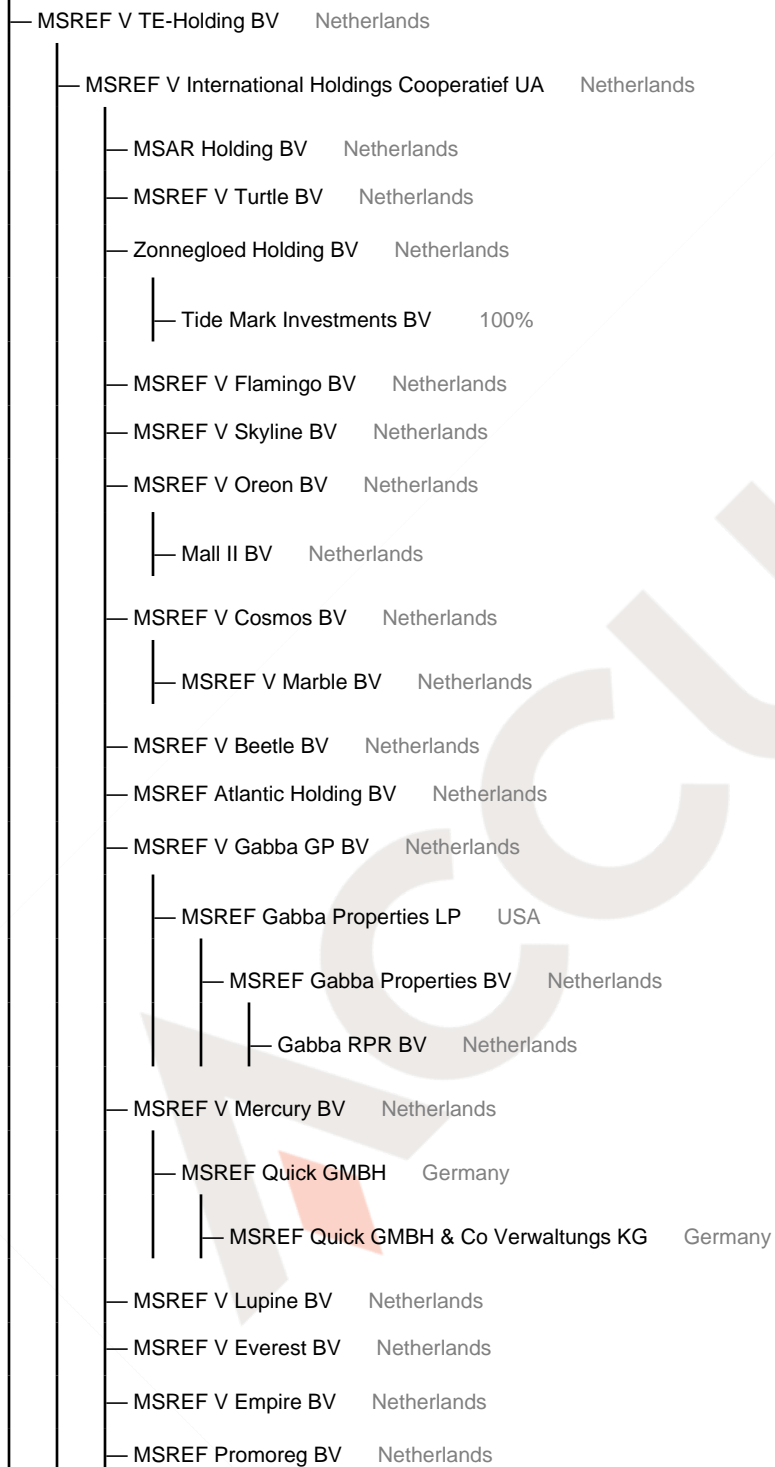 MSREF V TE-Holding BV Netherlands
MSREF V International Holdings Cooperatief UA Netherlands
MSAR Holding BV Netherlands
MSREF V Turtle BV Netherlands
Zonnegloed Holding BV Netherlands
Tide Mark Investments BV 100%
MSREF V Flamingo BV Netherlands
MSREF V Skyline BV Netherlands
MSREF V Oreon BV Netherlands
Mall II BV Netherlands
MSREF V Cosmos BV Netherlands
MSREF V Marble BV Netherlands
MSREF V Beetle BV Netherlands
MSREF Atlantic Holding BV Netherlands
MSREF V Gabba GP BV Netherlands
MSREF Gabba Properties LP USA
MSREF Gabba Properties BV Netherlands
Gabba RPR BV Netherlands
MSREF V Mercury BV Netherlands
MSREF Quick GMBH Germany
MSREF Quick GMBH & Co Verwaltungs KG Germany
MSREF V Lupine BV Netherlands
MSREF V Everest BV Netherlands
MSREF V Empire BV Netherlands
MSREF Promoreg BV Netherlands